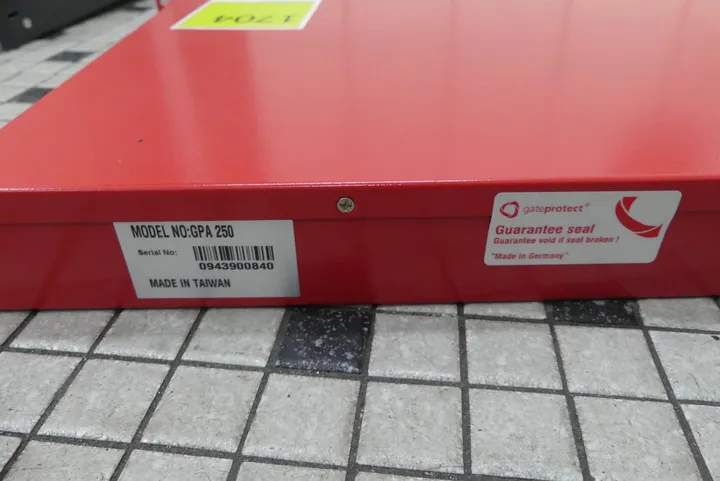 1704
MODEL NO:GPA 250
Serial No:
0943900840
MADE IN TAIWAN
gateprotect®
Guarantee seal
Guarantee void if seal broken !
"Made in Germany"